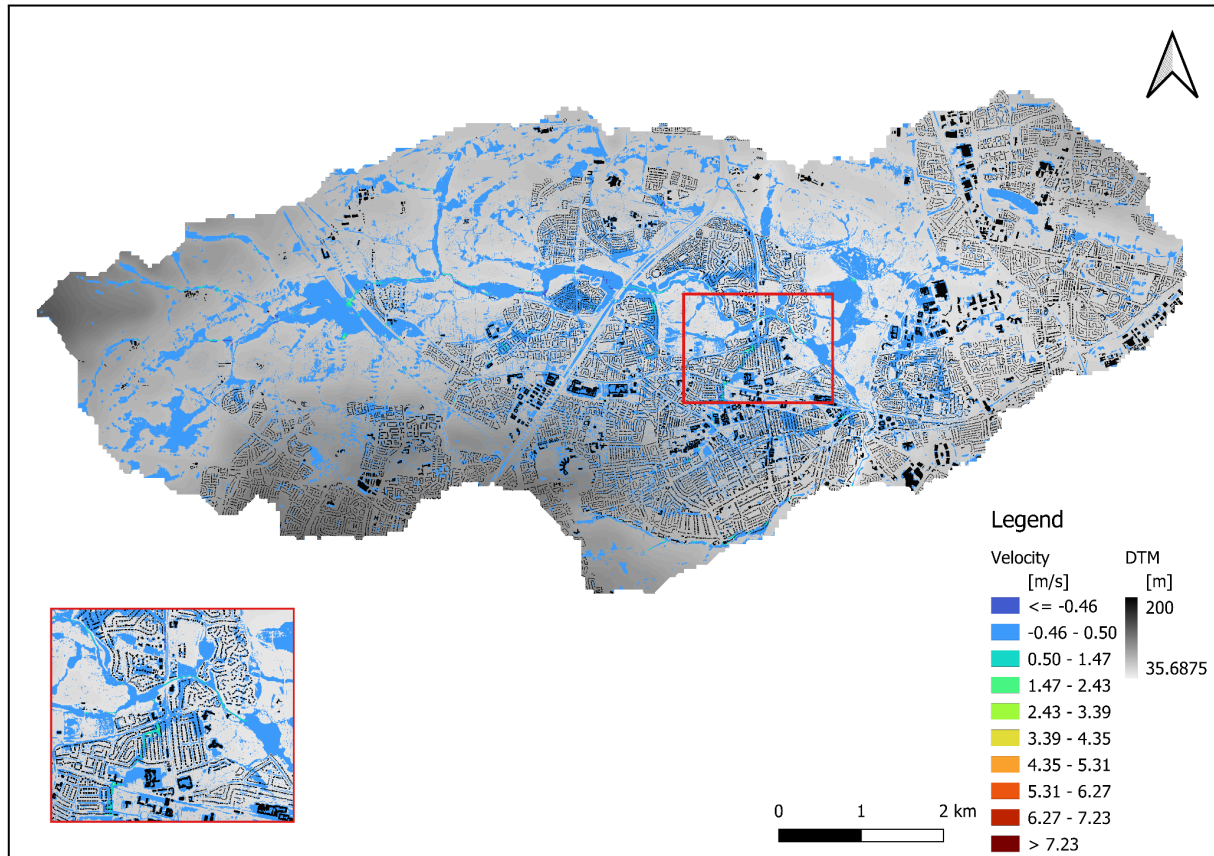 Legend
Velocity DTM
[m/s] [m]
<= -0.46 200
-0.46 - 0.50
0.50 - 1.47
1.47 - 2.43 35.6875
2.43 - 3.39
3.39 - 4.35
4.35 - 5.31
5.31 - 6.27
6.27 - 7.23
> 7.23
0 1 2 km